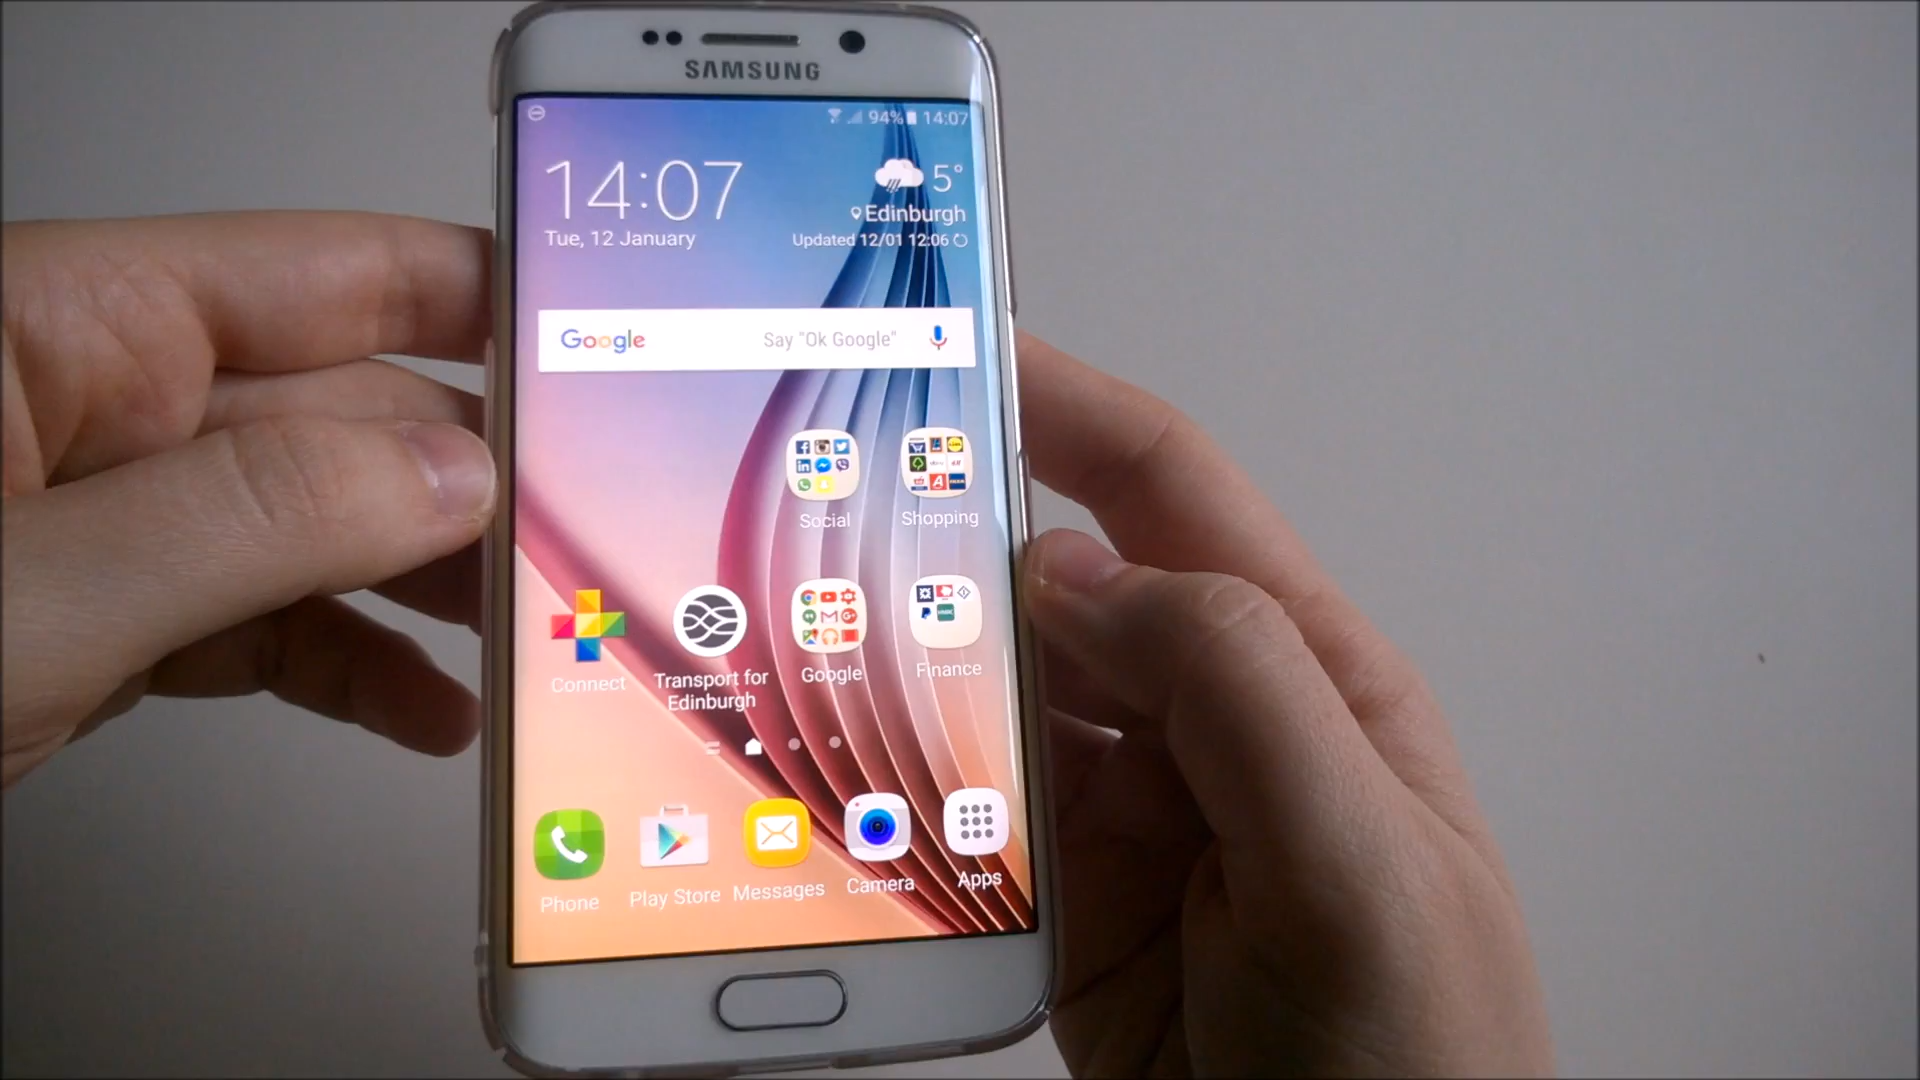 SAMSUNG
94% 14:07
14:07
5°
Edinburgh
Tue, 12 January
Updated 12/01 12:06
Google
Say "Ok Google"
Social
Shopping
Connect
Transport for
Edinburgh
Google
Finance
Phone
Play Store
Messages
Camera
Apps